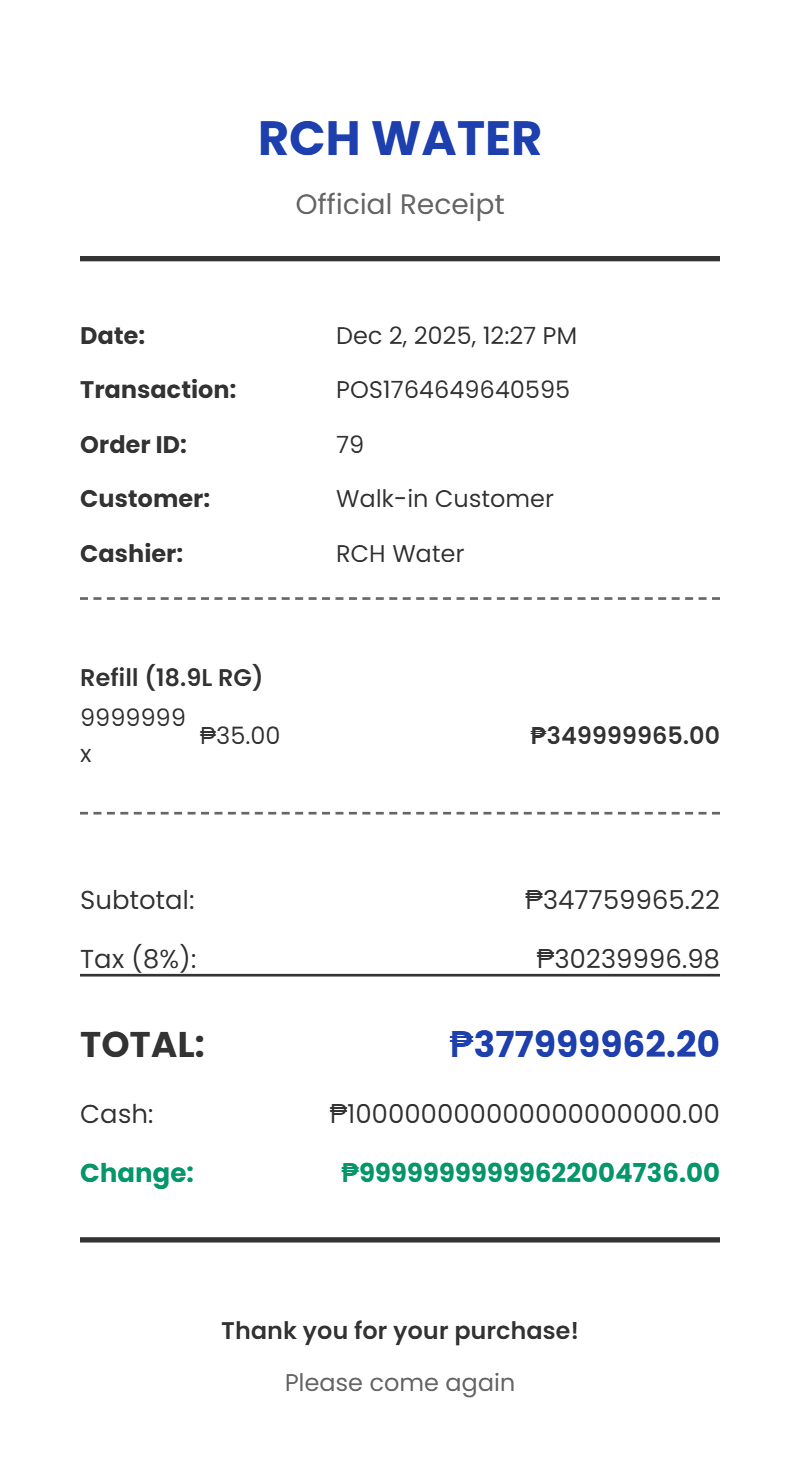 RCH WATER
Official Receipt
Date: Dec 2, 2025, 12:27 PM
Transaction: POS1764649640595
Order ID: 79
Customer: Walk-in Customer
Cashier: RCH Water
Refill (18.9L RG)
9999999 x ₱35.00 ₱349999965.00
Subtotal: ₱347759965.22
Tax (8%): ₱30239996.98
TOTAL: ₱377999962.20
Cash: ₱10000000000000000000.00
Change: ₱9999999999622004736.00
Thank you for your purchase!
Please come again